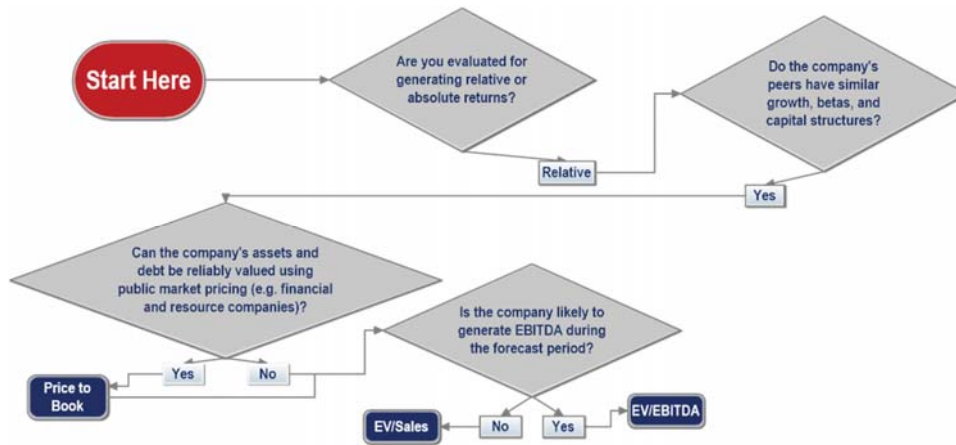 Start Here
Are you evaluated for
generating relative or
absolute returns?
Do the company's
peers have similar
growth, betas, and
capital structures?
Relative
Yes
Can the company's assets and
debt be reliably valued using
public market pricing (e.g. financial
and resource companies)?
Is the company likely to
generate EBITDA during
the forecast period?
Yes
No
Price to
Book
EV/Sales
No
Yes
EV/EBITDA